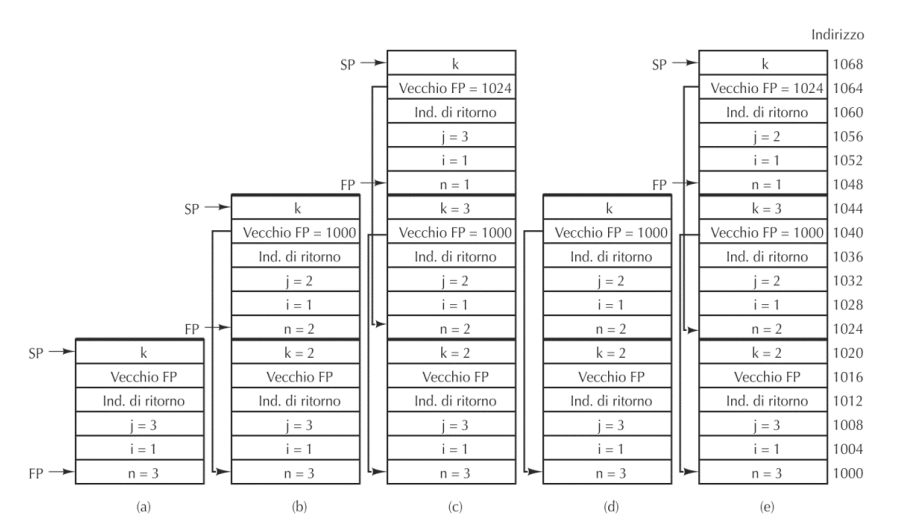 Indirizzo
SP k SP k 1068
Vecchio FP = 1024 Vecchio FP = 1024 1064
Ind. di ritorno Ind. di ritorno 1060
j = 3 j = 2 1056
i = 1 i = 1 1052
FP n = 1 FP n = 1 1048
SP k k = 3 k k = 3 1044
Vecchio FP = 1000 Vecchio FP = 1000 Vecchio FP = 1000 Vecchio FP = 1000 1040
Ind. di ritorno Ind. di ritorno Ind. di ritorno Ind. di ritorno 1036
j = 2 j = 2 j = 2 j = 2 1032
i = 1 i = 1 i = 1 i = 1 1028
FP n = 2 n = 2 n = 2 n = 2 1024
SP k k = 2 k = 2 k = 2 k = 2 1020
Vecchio FP Vecchio FP Vecchio FP Vecchio FP Vecchio FP 1016
Ind. di ritorno Ind. di ritorno Ind. di ritorno Ind. di ritorno Ind. di ritorno 1012
j = 3 j = 3 j = 3 j = 3 j = 3 1008
i = 1 i = 1 i = 1 i = 1 i = 1 1004
FP n = 3 n = 3 n = 3 n = 3 n = 3 1000
(a) (b) (c) (d) (e)